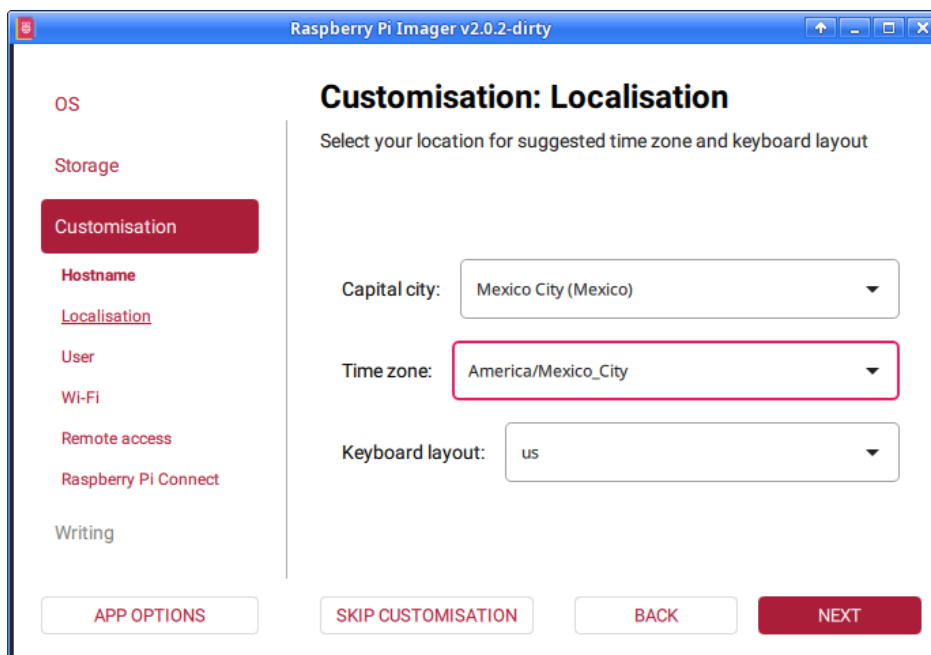 Raspberry Pi Imager v2.0.2-dirty
OS
Storage
Customisation
Hostname
Localisation
User
Wi-Fi
Remote access
Raspberry Pi Connect
Writing
Customisation: Localisation
Select your location for suggested time zone and keyboard layout
Capital city: Mexico City (Mexico)
Time zone: America/Mexico_City
Keyboard layout: us
APP OPTIONS SKIP CUSTOMISATION BACK NEXT